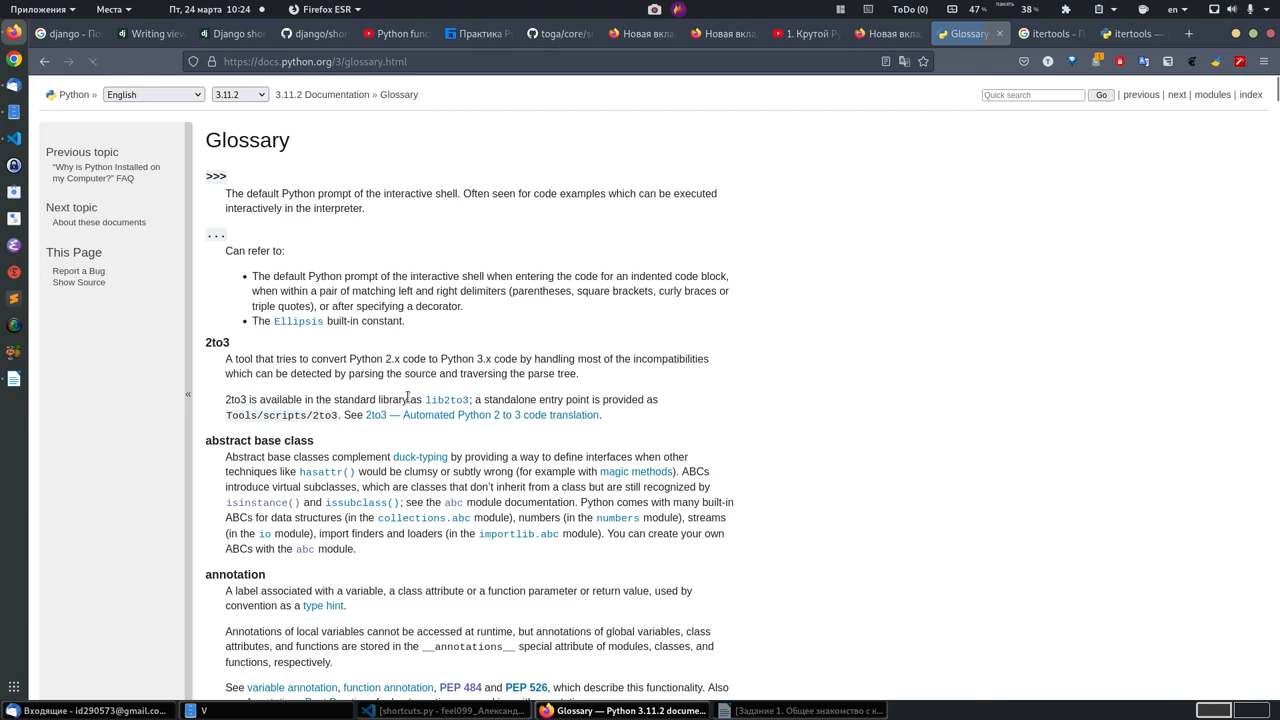 Приложения Места Пт, 24 марта 10:24 Firefox ESR ToDo (0) 47 % 38 %
django - По Writing view Django shor django/shor Python func Практика Р toga/core/s Новая вкла Новая вкла 1. Крутой Ру Новая вкла Glossary itertools - П itertools —
https://docs.python.org/3/glossary.html
Python » English 3.11.2 3.11.2 Documentation » Glossary Quick search Go | previous | next | modules | index
Previous topic
“Why is Python Installed on
my Computer?” FAQ
Next topic
About these documents
This Page
Report a Bug
Show Source
«
Glossary
>>>
The default Python prompt of the interactive shell. Often seen for code examples which can be executed
interactively in the interpreter.
...
Can refer to:
• The default Python prompt of the interactive shell when entering the code for an indented code block,
when within a pair of matching left and right delimiters (parentheses, square brackets, curly braces or
triple quotes), or after specifying a decorator.
• The Ellipsis built-in constant.
2to3
A tool that tries to convert Python 2.x code to Python 3.x code by handling most of the incompatibilities
which can be detected by parsing the source and traversing the parse tree.
2to3 is available in the standard library as lib2to3; a standalone entry point is provided as
Tools/scripts/2to3. See 2to3 — Automated Python 2 to 3 code translation.
abstract base class
Abstract base classes complement duck-typing by providing a way to define interfaces when other
techniques like hasattr() would be clumsy or subtly wrong (for example with magic methods). ABCs
introduce virtual subclasses, which are classes that don’t inherit from a class but are still recognized by
isinstance() and issubclass(); see the abc module documentation. Python comes with many built-in
ABCs for data structures (in the collections.abc module), numbers (in the numbers module), streams
(in the io module), import finders and loaders (in the importlib.abc module). You can create your own
ABCs with the abc module.
annotation
A label associated with a variable, a class attribute or a function parameter or return value, used by
convention as a type hint.
Annotations of local variables cannot be accessed at runtime, but annotations of global variables, class
attributes, and functions are stored in the __annotations__ special attribute of modules, classes, and
functions, respectively.
See variable annotation, function annotation, PEP 484 and PEP 526, which describe this functionality. Also
Входящие - id290573@gmail.co... V [shortcuts.py - feel099_Александ... Glossary — Python 3.11.2 docume... [Задание 1. Общее знакомство с к...